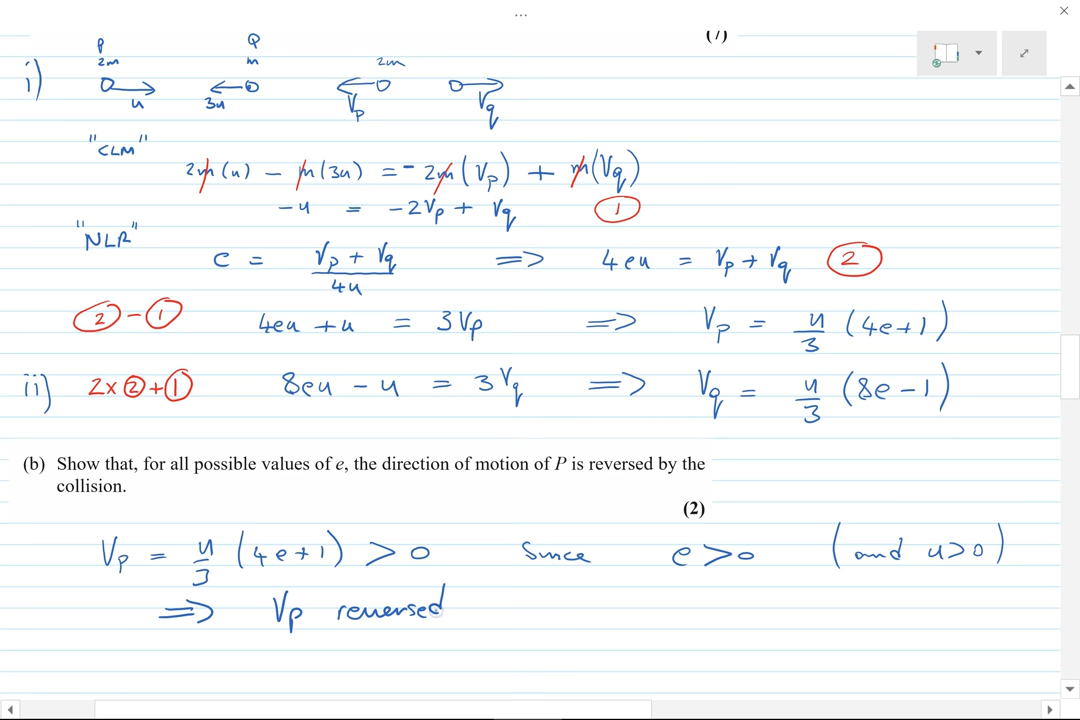 (7)
P Q
2m m 2m
i)
u 3u Vp Vq
"CLM"
2m(u) - m(3u) = -2m(Vp) + m(Vq)
-u = -2Vp + Vq ①
"NLR"
e = (Vp + Vq)/4u => 4eu = Vp + Vq ②
② - ① 4eu + u = 3Vp => Vp = u/3 (4e+1)
ii) 2x②+① 8eu - u = 3Vq => Vq = u/3 (8e-1)
(b) Show that, for all possible values of e, the direction of motion of P is reversed by the
collision.
(2)
Vp = u/3 (4e+1) > 0 Since e>0 (and u>0)
=> Vp reversed